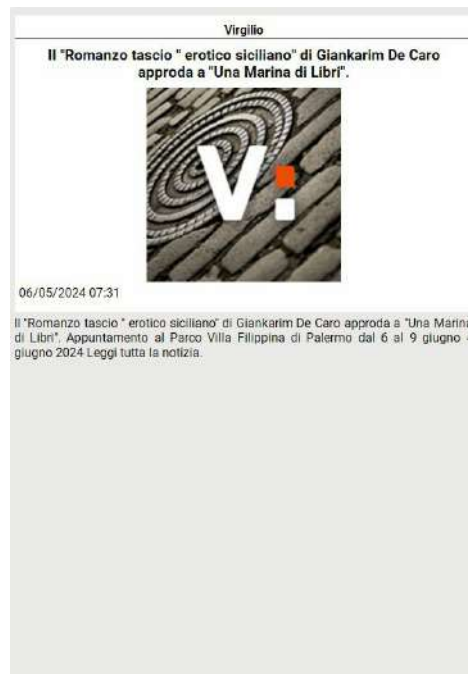 Virgilio
Il "Romanzo tascio " erotico siciliano" di Giankarim De Caro
approda a "Una Marina di Libri".
V:
06/05/2024 07:31
Il "Romanzo tascio " erotico siciliano" di Giankarim De Caro approda a "Una Marina
di Libri". Appuntamento al Parco Villa Filippina di Palermo dal 6 al 9 giugno
giugno 2024 Leggi tutta la notizia.